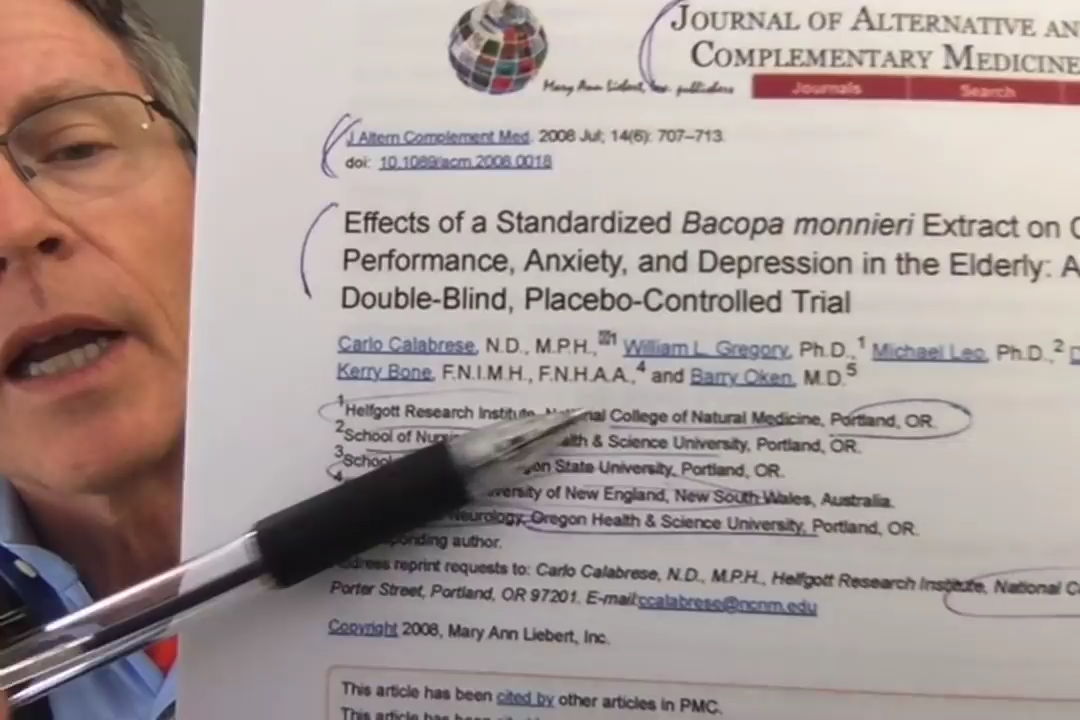 JOURNAL OF ALTERNATIVE AN
COMPLEMENTARY MEDICINE
Mary Ann Liebert, Inc. publishers
Journals Search
J Altern Complement Med. 2008 Jul; 14(6): 707–713.
doi: 10.1089/acm.2008.0018
Effects of a Standardized Bacopa monnieri Extract on
Performance, Anxiety, and Depression in the Elderly: A
Double-Blind, Placebo-Controlled Trial
Carlo Calabrese, N.D., M.P.H.,1 William L. Gregory, Ph.D.,1 Michael Leo, Ph.D.,2
Kerry Bone, F.N.I.M.H., F.N.H.A.A.,4 and Barry Oken, M.D.5
1Helfgott Research Institute, National College of Natural Medicine, Portland, OR.
2School of & Science University, Portland, OR.
3School State University, Portland, OR.
4 of New England, New South Wales, Australia.
Neurology, Oregon Health & Science University, Portland, OR.
author.
reprint requests to: Carlo Calabrese, N.D., M.P.H., Helfgott Research Institute, National
Porter Street, Portland, OR 97201. E-mail:ccalabrese@ncnm.edu
Copyright 2008, Mary Ann Liebert, Inc.
This article has been cited by other articles in PMC.
This article has been